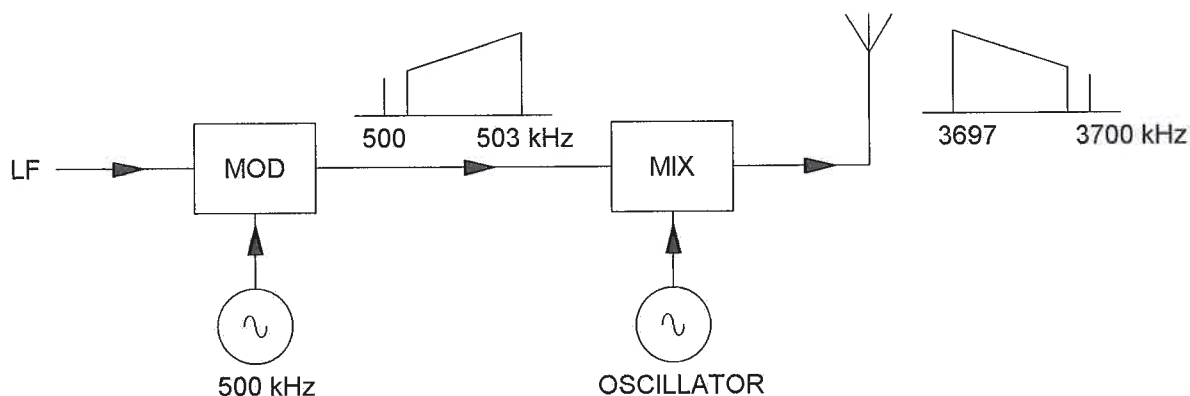 500 503 kHz
3697 3700 kHz
LF MOD MIX
500 kHz OSCILLATOR